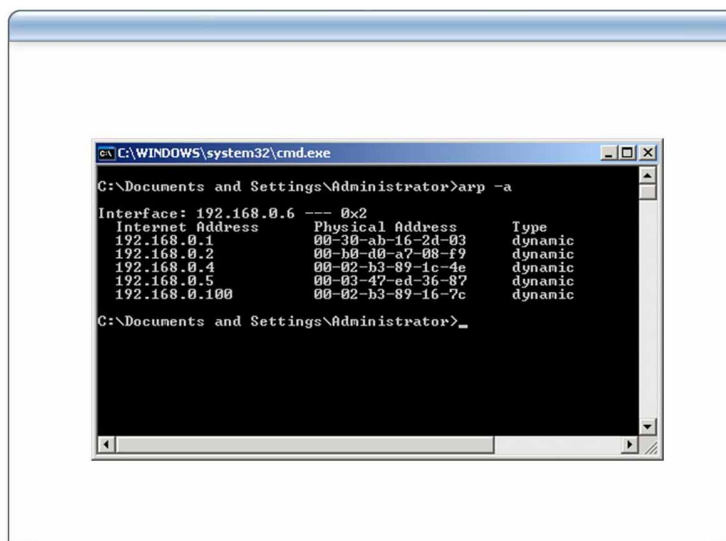 C:\WINDOWS\system32\cmd.exe
C:\Documents and Settings\Administrator>arp -a
Interface: 192.168.0.6 --- 0x2
Internet Address Physical Address Type
192.168.0.1 00-30-ab-16-2d-03 dynamic
192.168.0.2 00-b0-d0-a7-08-f9 dynamic
192.168.0.4 00-02-b3-89-1c-4e dynamic
192.168.0.5 00-03-47-ed-36-87 dynamic
192.168.0.100 00-02-b3-89-16-7c dynamic
C:\Documents and Settings\Administrator>_